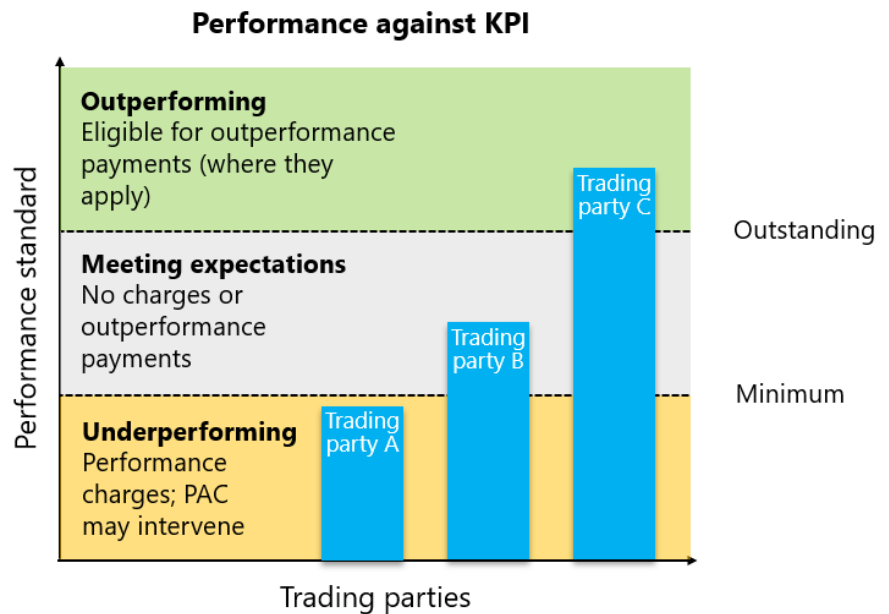 Performance against KPI
Outperforming
Eligible for outperformance
payments (where they
apply)
Trading
party C
Outstanding
Meeting expectations
No charges or
outperformance
payments
Trading
party B
Minimum
Underperforming
Performance
charges; PAC
may intervene
Trading
party A
Performance standard
Trading parties